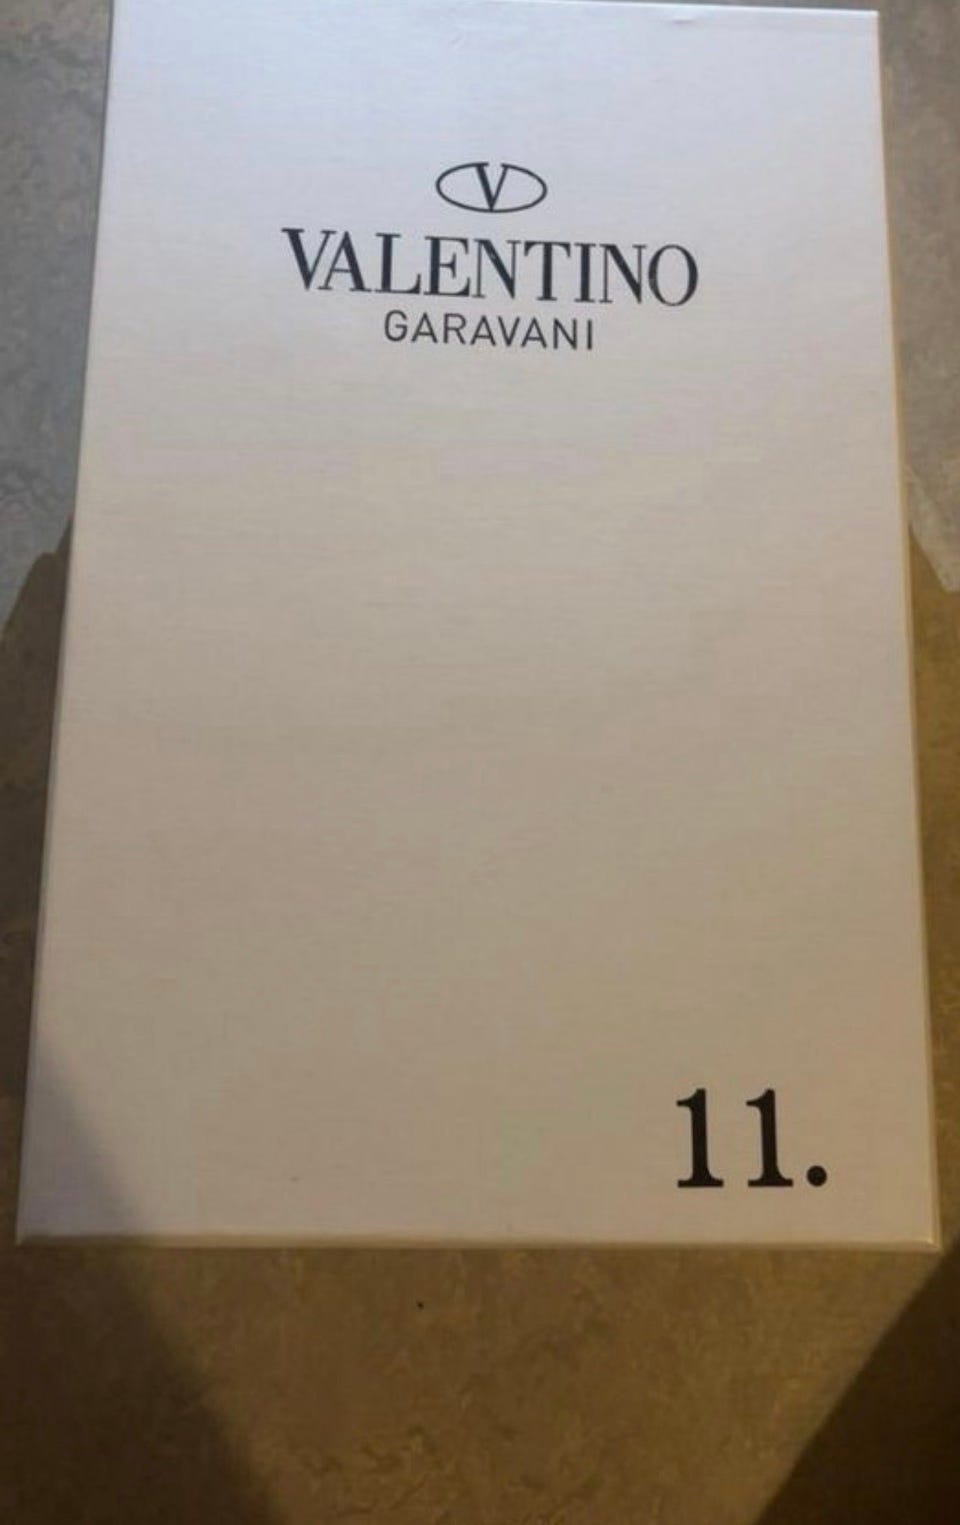 V
VALENTINO
GARAVANI
11.